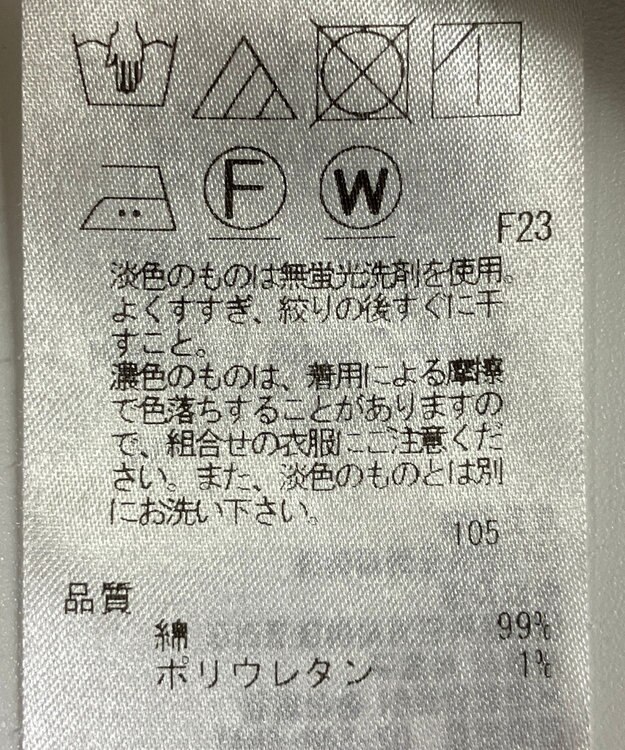 F
W
F23
淡色のものは無蛍光洗剤を使用。
よくすすぎ、絞りの後すぐに干
すこと。
濃色のものは、着用による摩擦
で色落ちすることがありますの
で、組合せの衣服にご注意くだ
さい。また、淡色のものとは別
にお洗い下さい。
105
品質
綿 99%
ポリウレタン 1%